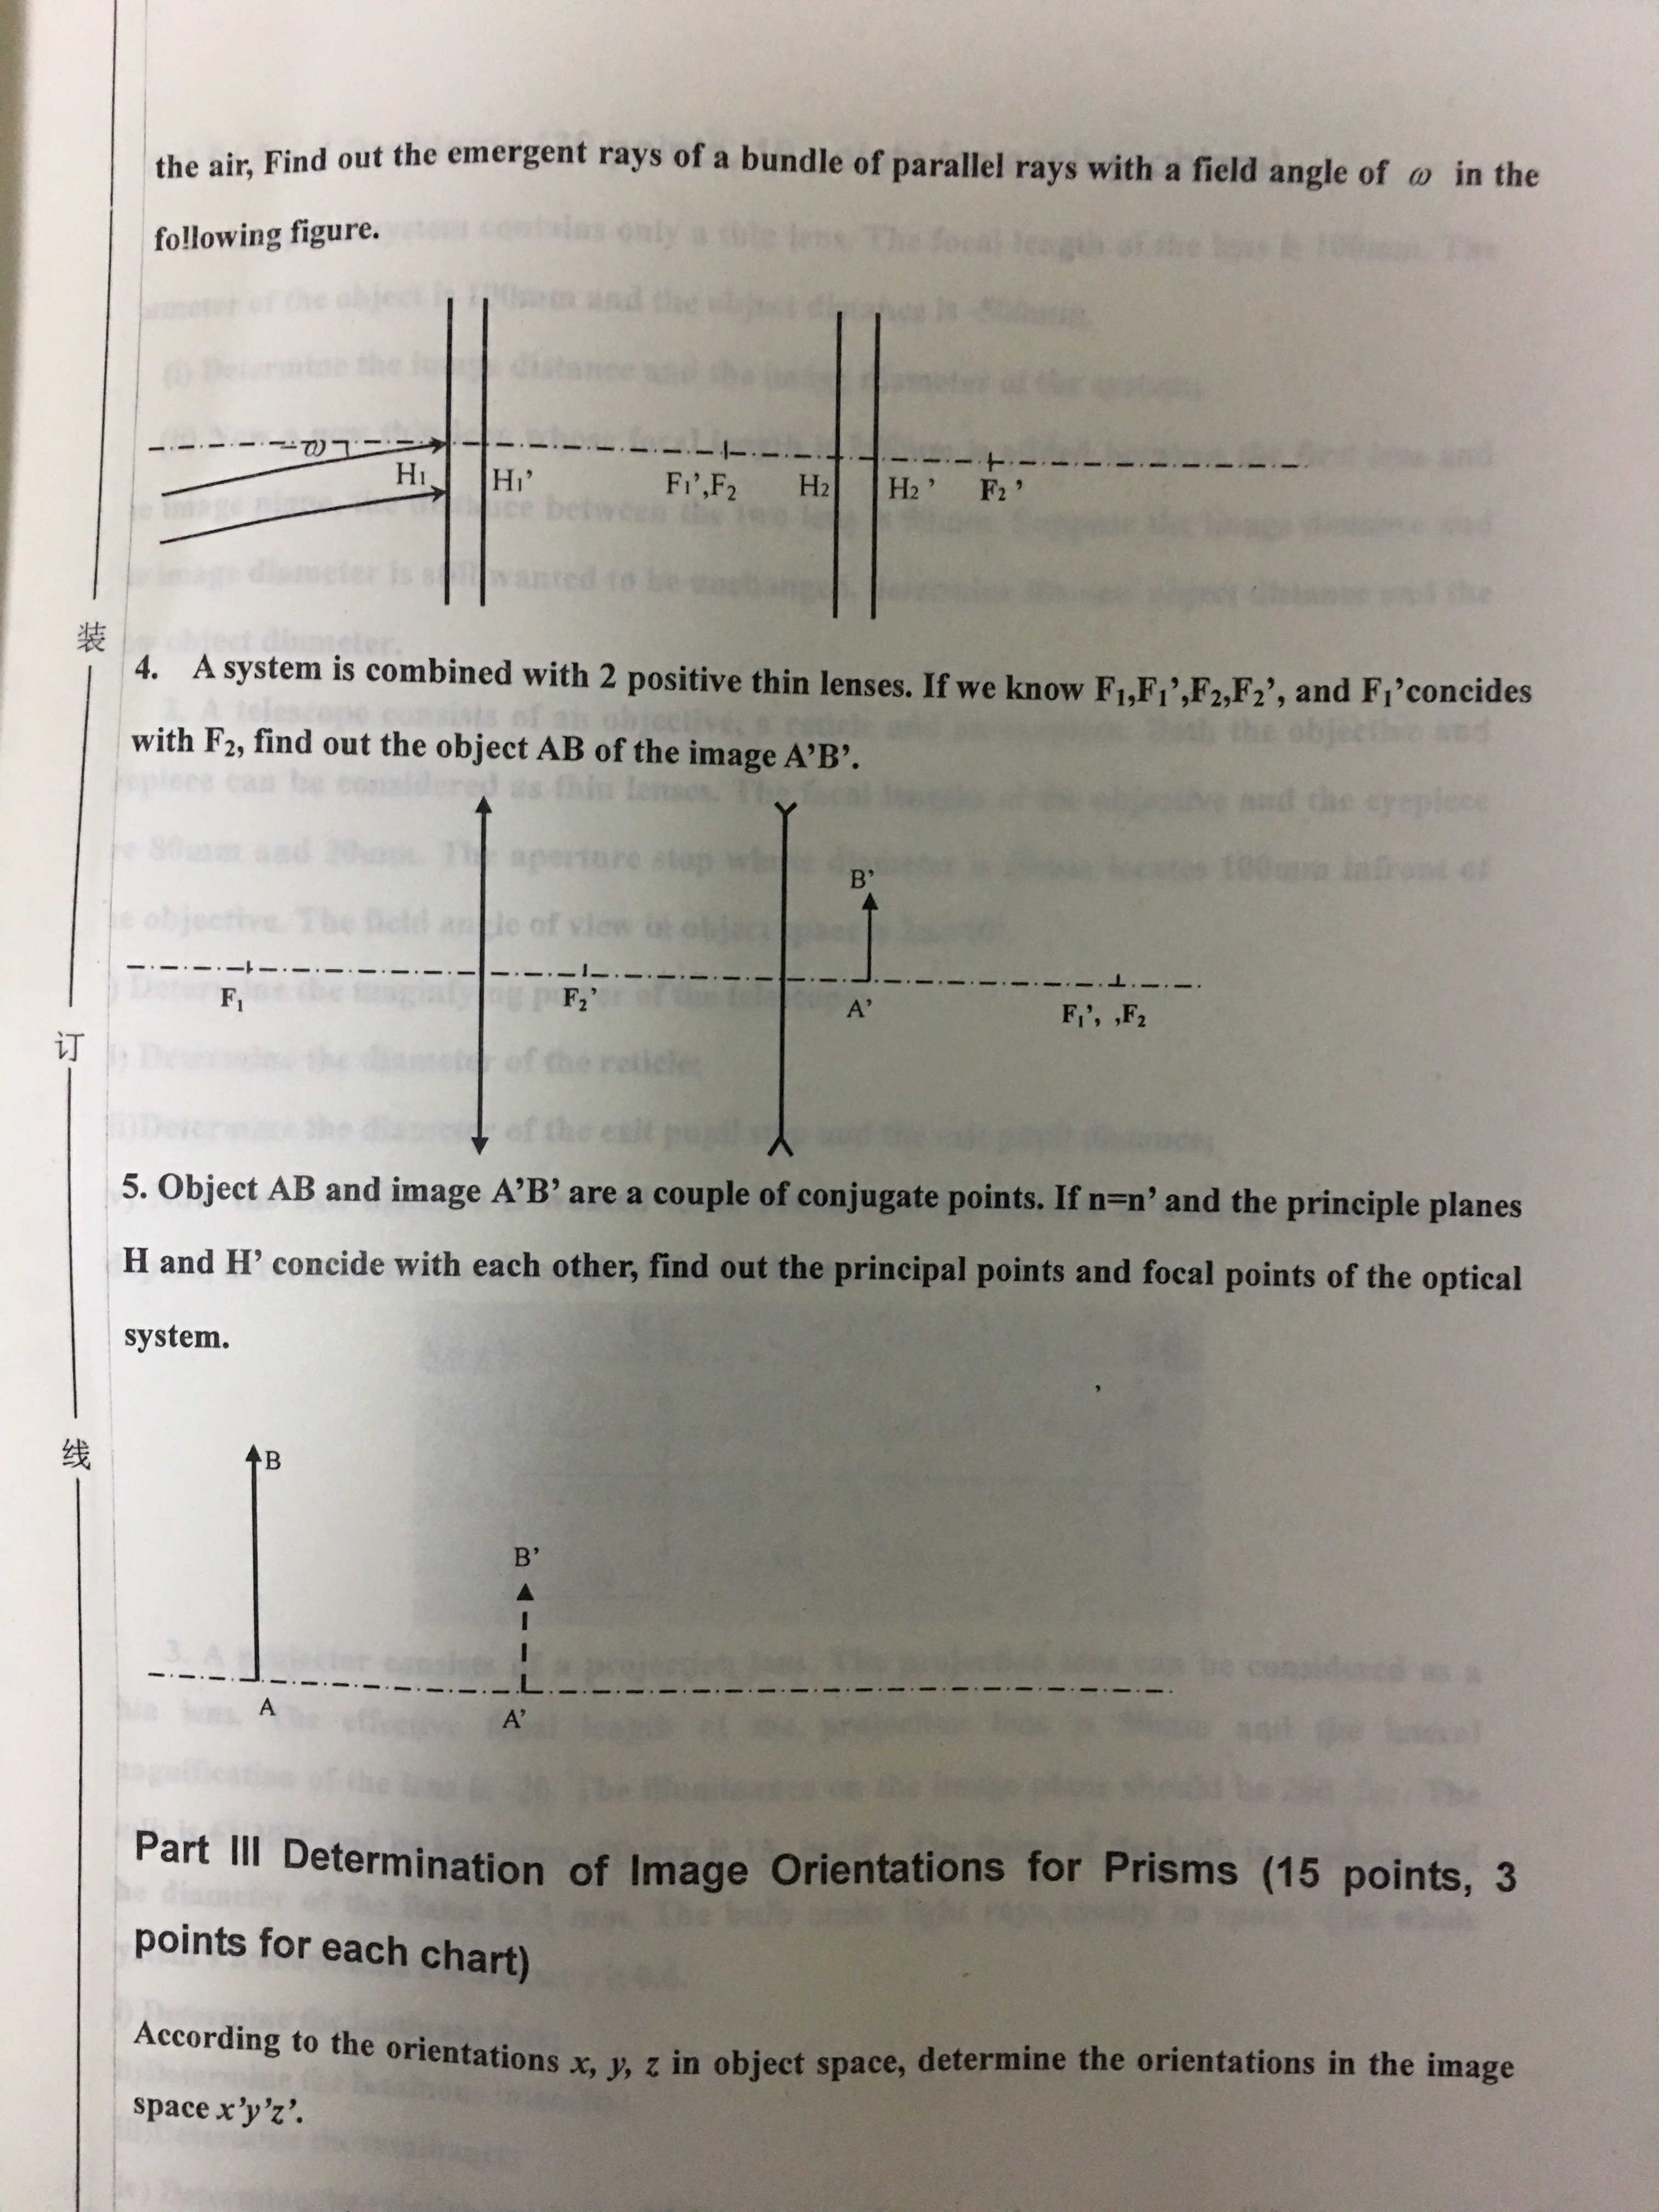 the air, Find out the emergent rays of a bundle of parallel rays with a field angle of ω in the
following figure.
-ω
H₁
H₁’
F₁’,F₂
H₂
H₂’
F₂’
装
4. A system is combined with 2 positive thin lenses. If we know F₁,F₁’,F₂,F₂’, and F₁’concides
with F₂, find out the object AB of the image A’B’.
B’
F₁
F₂’
A’
F₁’, ,F₂
订
5. Object AB and image A’B’ are a couple of conjugate points. If n=n’ and the principle planes
H and H’ concide with each other, find out the principal points and focal points of the optical
system.
线
B
B’
A
A’
Part III Determination of Image Orientations for Prisms (15 points, 3
points for each chart)
According to the orientations x, y, z in object space, determine the orientations in the image
space x’y’z’.